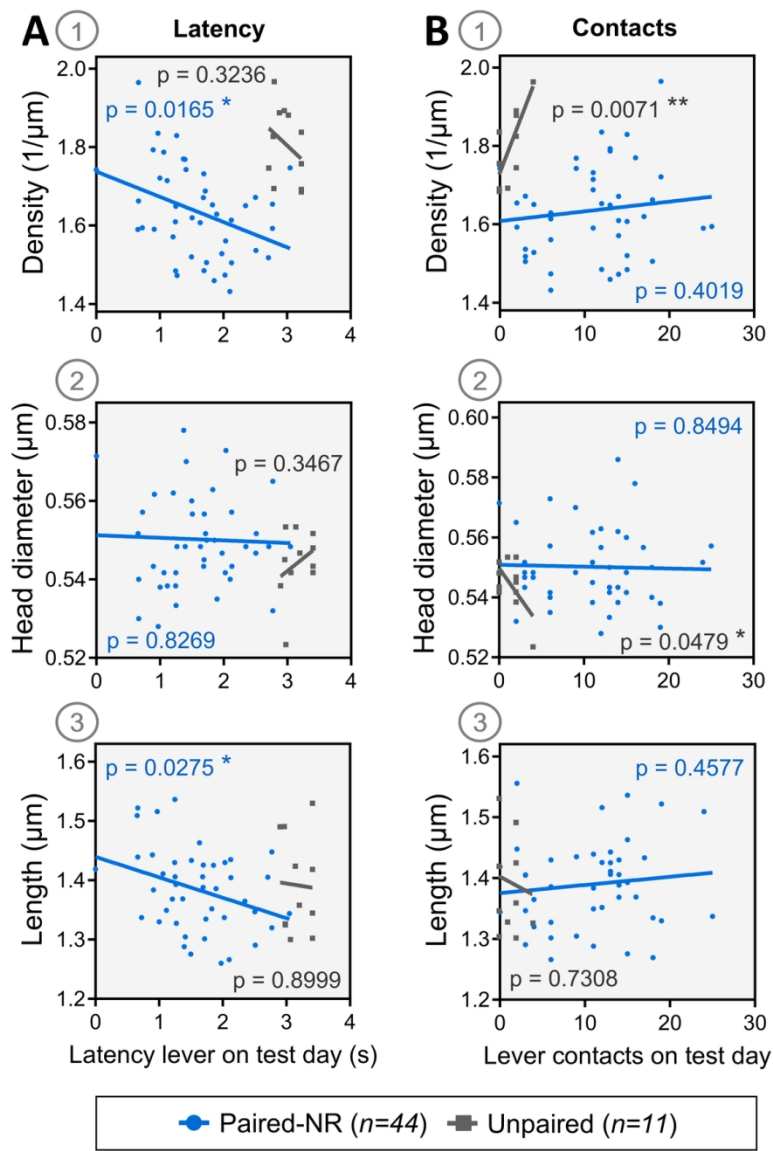 A
1
Latency
Density (1/µm)
2.0
1.8
1.6
1.4
p = 0.3236
p = 0.0165 *
0
1
2
3
4
2
Head diameter (µm)
0.58
0.56
0.54
0.52
p = 0.3467
p = 0.8269
0
1
2
3
4
3
Length (µm)
1.6
1.5
1.4
1.3
1.2
p = 0.0275 *
p = 0.8999
0
1
2
3
4
Latency lever on test day (s)
B
1
Contacts
Density (1/µm)
2.0
1.8
1.6
1.4
p = 0.0071 **
p = 0.4019
0
10
20
30
2
Head diameter (µm)
0.60
0.58
0.56
0.54
0.52
p = 0.8494
p = 0.0479 *
0
10
20
30
3
Length (µm)
1.6
1.5
1.4
1.3
1.2
p = 0.4577
p = 0.7308
0
10
20
30
Lever contacts on test day
Paired-NR (n=44) Unpaired (n=11)